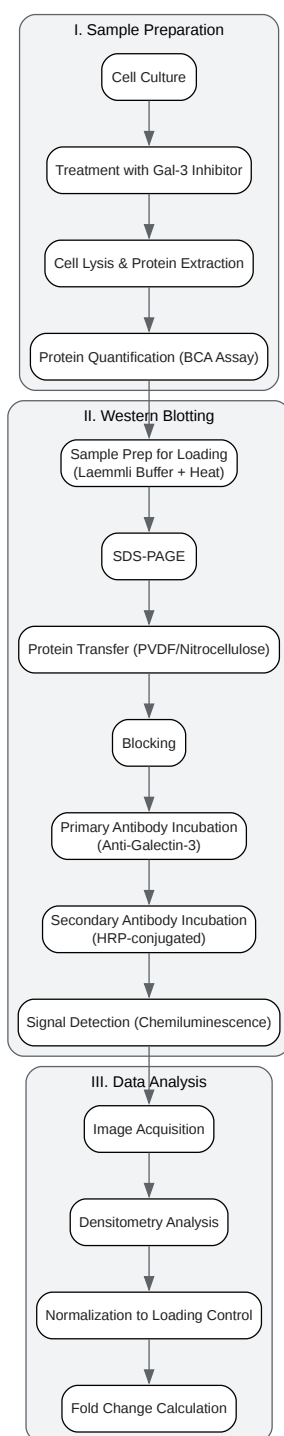 I. Sample Preparation
Cell Culture
Treatment with Gal-3 Inhibitor
Cell Lysis & Protein Extraction
Protein Quantification (BCA Assay)
II. Western Blotting
Sample Prep for Loading
(Laemmli Buffer + Heat)
SDS-PAGE
Protein Transfer (PVDF/Nitrocellulose)
Blocking
Primary Antibody Incubation
(Anti-Galectin-3)
Secondary Antibody Incubation
(HRP-conjugated)
Signal Detection (Chemiluminescence)
III. Data Analysis
Image Acquisition
Densitometry Analysis
Normalization to Loading Control
Fold Change Calculation